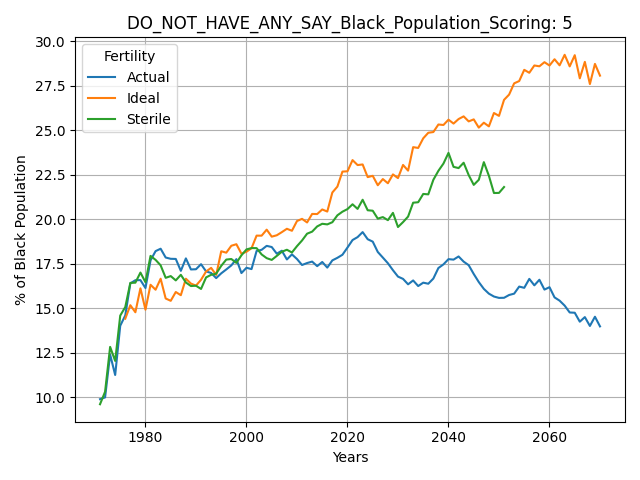 DO_NOT_HAVE_ANY_SAY_Black_Population_Scoring: 5
30.0
27.5
25.0
22.5
20.0
17.5
15.0
12.5
10.0
% of Black Population
Fertility
Actual
Ideal
Sterile
1980 2000 2020 2040 2060
Years